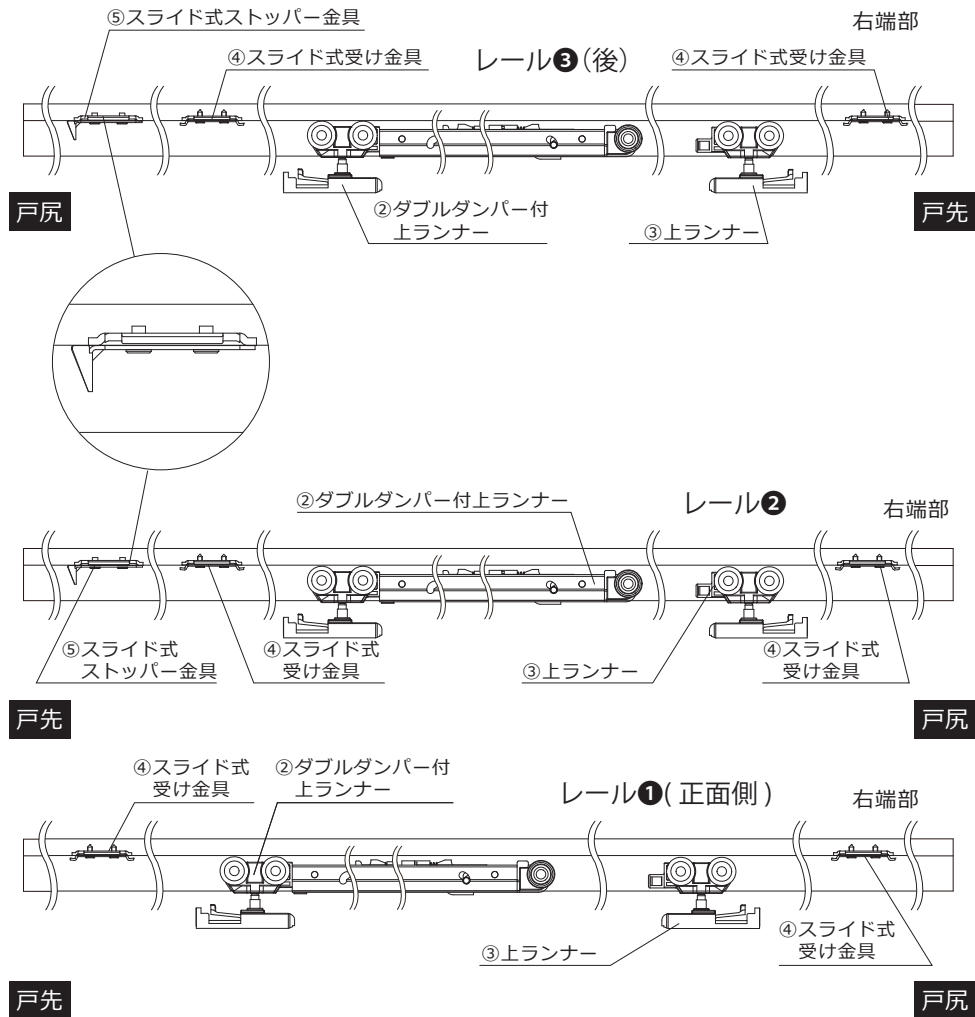 ⑤スライド式ストッパー金具
右端部
④スライド式受け金具
レール❸(後)
④スライド式受け金具
戸尻
戸先
②ダブルダンパー付
上ランナー
③上ランナー
②ダブルダンパー付上ランナー
レール❷
右端部
⑤スライド式
ストッパー金具
④スライド式
受け金具
③上ランナー
④スライド式
受け金具
戸先
戸尻
④スライド式
受け金具
②ダブルダンパー付
上ランナー
レール❶( 正面側 )
右端部
③上ランナー
④スライド式
受け金具
戸先
戸尻